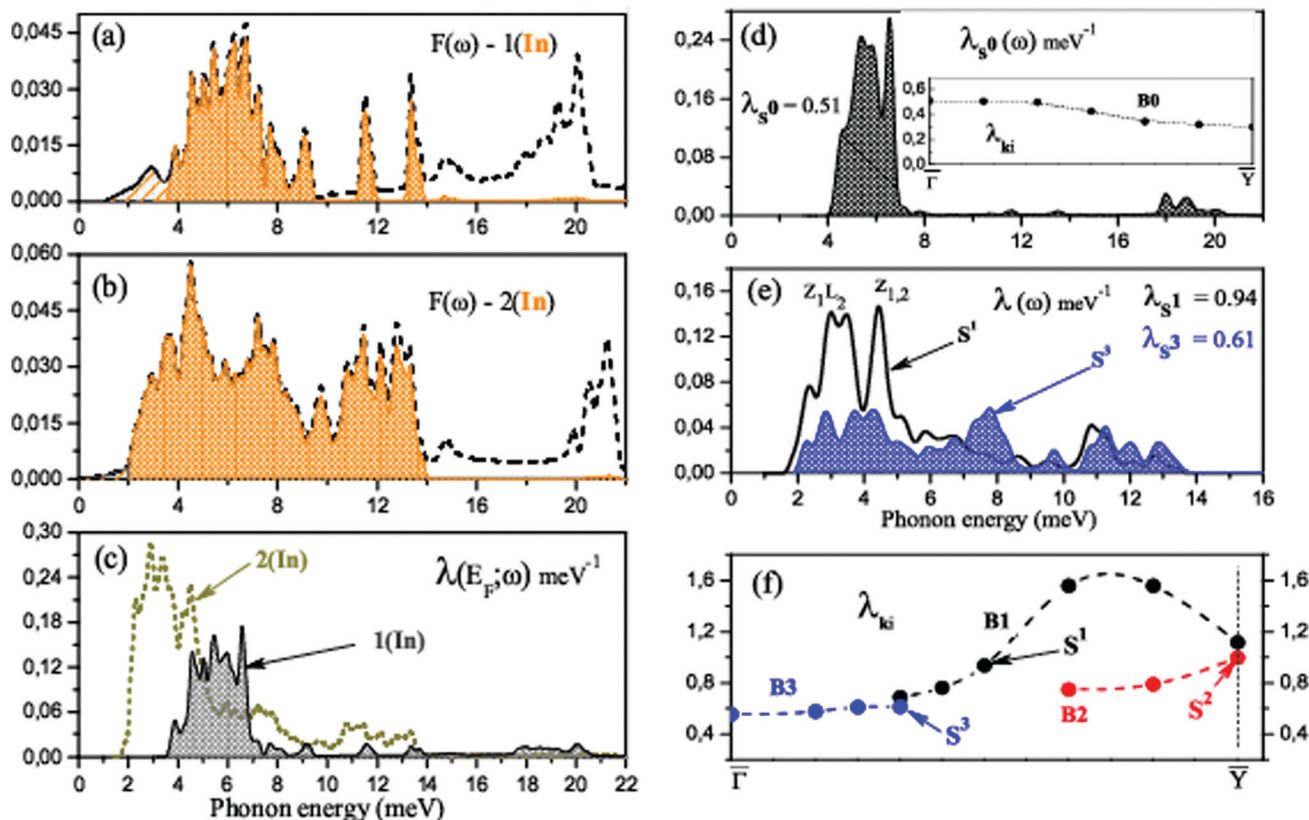 (a)
F(ω) - 1(In)
0,045
0,030
0,015
0,000
0 4 8 12 16 20
(b)
F(ω) - 2(In)
0,060
0,045
0,030
0,015
0,000
0 4 8 12 16 20
(c)
2(In)
λ(E_F;ω) meV⁻¹
1(In)
0,30
0,24
0,18
0,12
0,06
0,00
0 2 4 6 8 10 12 14 16 18 20 22
Phonon energy (meV)
(d)
λ_S0(ω) meV⁻¹
λ_S0 = 0.51
0,24
0,16
0,08
0,00
0 4 8 12 16 20
B0
λ_ki
0,6
0,4
0,2
0,0
Γ̅ Y̅
(e)
Z₁L₂
Z₁,₂
λ (ω) meV⁻¹
λ_S1 = 0.94
λ_S3 = 0.61
S¹
S³
0,16
0,12
0,08
0,04
0,00
0 2 4 6 8 10 12 14 16
Phonon energy (meV)
(f)
λ_ki
B1
S¹
B3
S³
B2
S²
1,6
1,2
0,8
0,4
1,6
1,2
0,8
0,4
Γ̅ Y̅